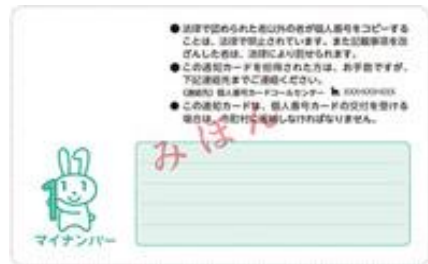 ●法律で認められた者以外の者が個人番号をコピーする
ことは、法律で禁止されています。また記載事項を改
ざんした者は、法律により罰せられます。
●この通知カードを拾得された方は、お手数ですが、
下記連絡先までご連絡ください。
(連絡先) 個人番号カードコールセンター
●この通知カードは、個人番号カードの交付を受ける
場合は、市町村に返納しなければなりません。
みほん
マイナンバー